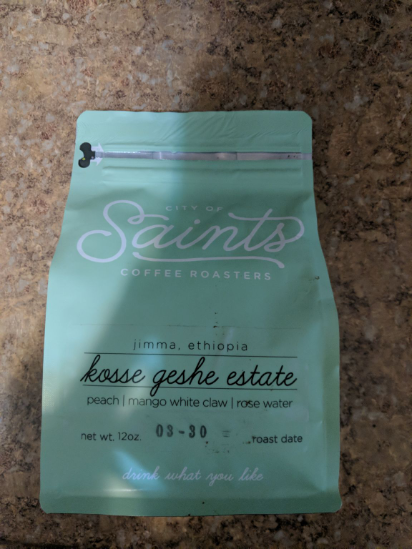 CITY OF
Saints
COFFEE ROASTERS
jimma, ethiopia
kosse geshe estate
peach | mango white claw | rose water
net wt. 12oz. 03-30 roast date
drink what you like